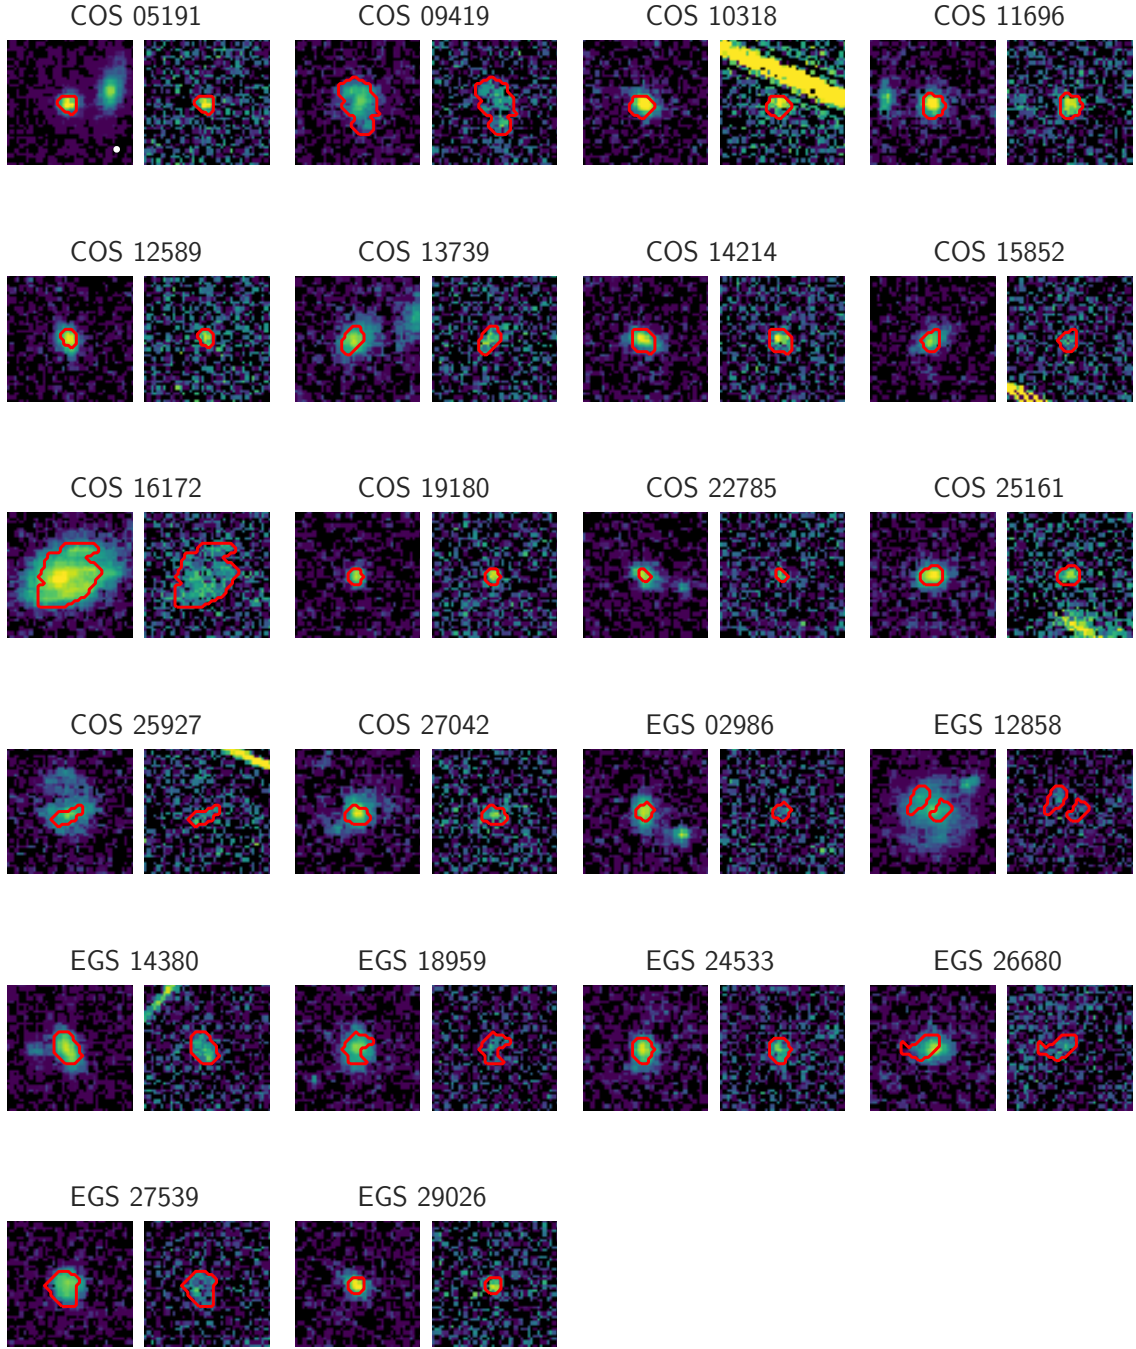 COS 05191 COS 09419 COS 10318 COS 11696
COS 12589 COS 13739 COS 14214 COS 15852
COS 16172 COS 19180 COS 22785 COS 25161
COS 25927 COS 27042 EGS 02986 EGS 12858
EGS 14380 EGS 18959 EGS 24533 EGS 26680
EGS 27539 EGS 29026